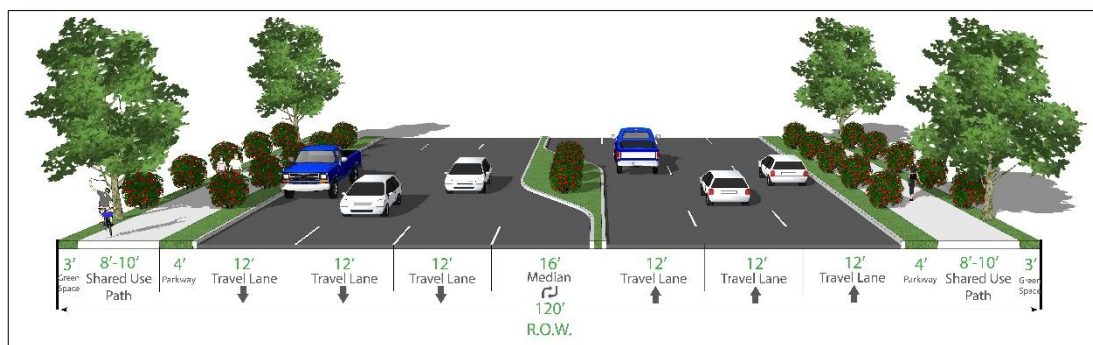 3' 8'-10' 4' 12' 12' 12' 16' 12' 12' 12' 4' 8'-10' 3'
Green Space Shared Use Path Parkway Travel Lane Travel Lane Travel Lane Median Travel Lane Travel Lane Travel Lane Parkway Shared Use Path Green Space
120'
R.O.W.